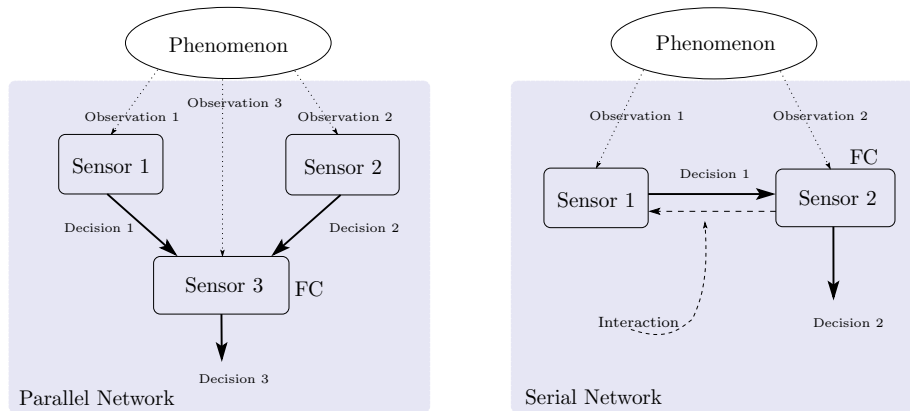 Phenomenon
Observation 3
Observation 1
Observation 2
Sensor 1
Sensor 2
Decision 1
Decision 2
Sensor 3
FC
Decision 3
Parallel Network
Phenomenon
Observation 1
Observation 2
FC
Decision 1
Sensor 1
Sensor 2
Interaction
Decision 2
Serial Network